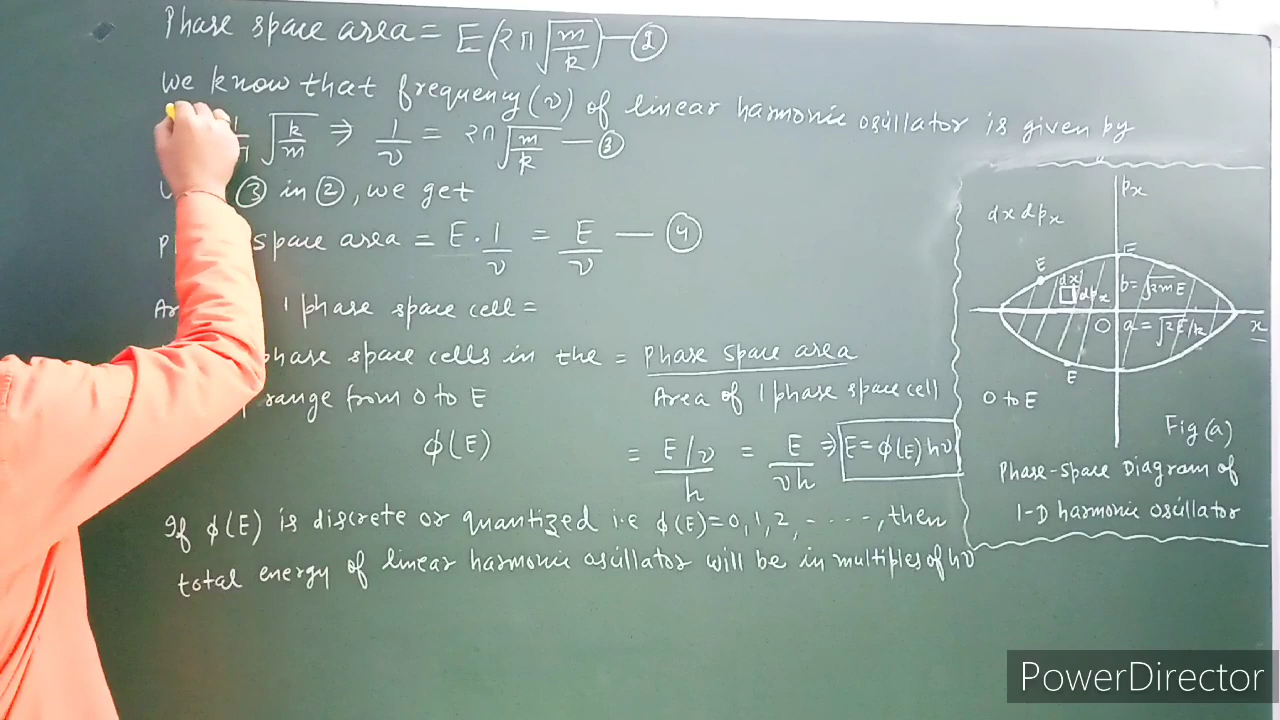 Phase space area = E (2π √m/k) — ②
We know that frequency (ν) of linear harmonic oscillator is given by
√k/m ⇒ 1/ν = 2π √m/k — ③
③ in ②, we get
space area = E · 1/ν = E/ν — ④
1 phase space cell =
phase space cells in the = Phase space area / Area of 1 phase space cell
range from 0 to E
φ(E) = E/ν / h = E/νh ⇒ E = φ(E) hν
If φ(E) is discrete or quantized i.e φ(E) = 0, 1, 2, - - - - -, then
total energy of linear harmonic oscillator will be in multiples of hν
px
dx dpx
E
E
dx
dpx
b = √2mE
O
a = √2E/k
x
E
0 to E
Fig (a)
Phase-Space Diagram of
1-D harmonic oscillator
PowerDirector